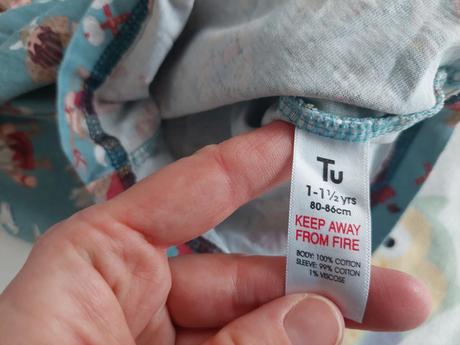 Tu
1-1½ yrs
80-86cm
KEEP AWAY
FROM FIRE
BODY: 100% COTTON
SLEEVE: 99% COTTON
1% VISCOSE